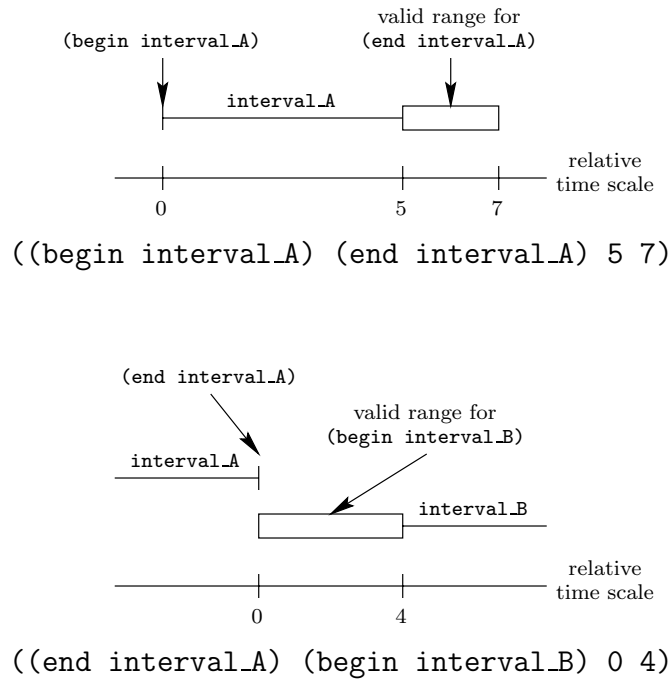 valid range for
(begin interval_A)
(end interval_A)
interval_A
relative
time scale
0
5
7
((begin interval_A) (end interval_A) 5 7)
(end interval_A)
valid range for
(begin interval_B)
interval_A
interval_B
relative
time scale
0
4
((end interval_A) (begin interval_B) 0 4)